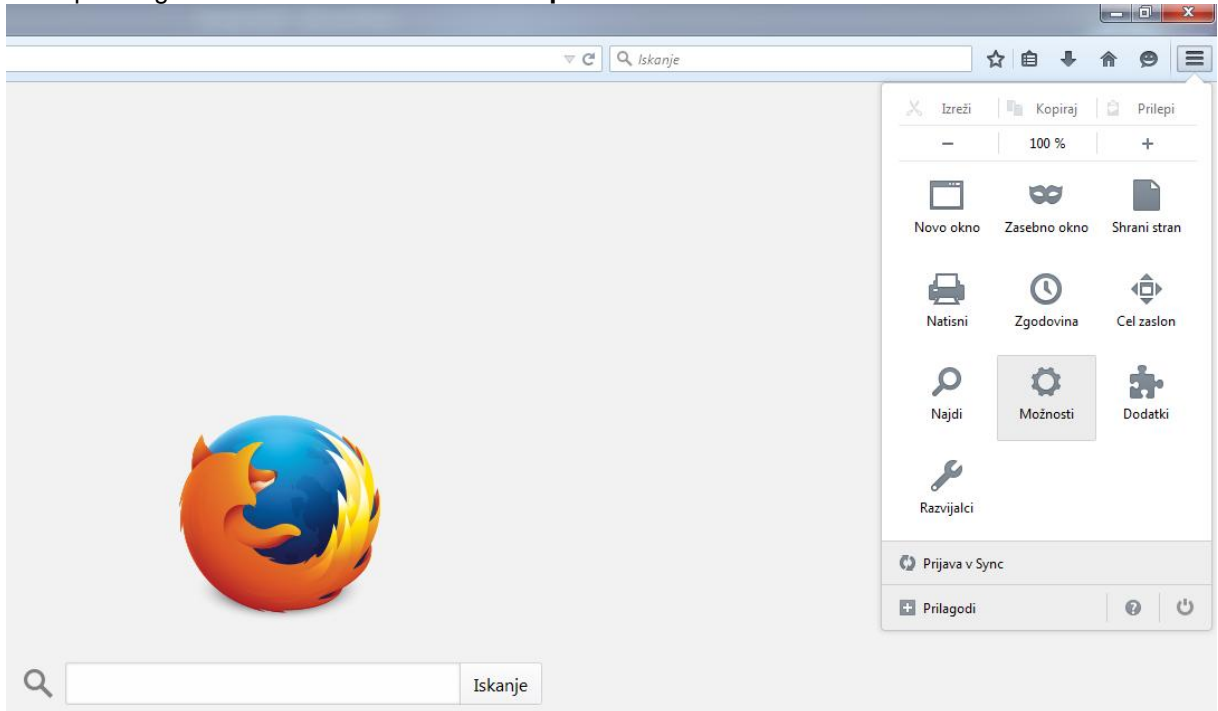 Iskanje
Izreži Kopiraj Prilepi
− 100 % +
Novo okno Zasebno okno Shrani stran
Natisni Zgodovina Cel zaslon
Najdi Možnosti Dodatki
Razvijalci
Prijava v Sync
Prilagodi
Iskanje